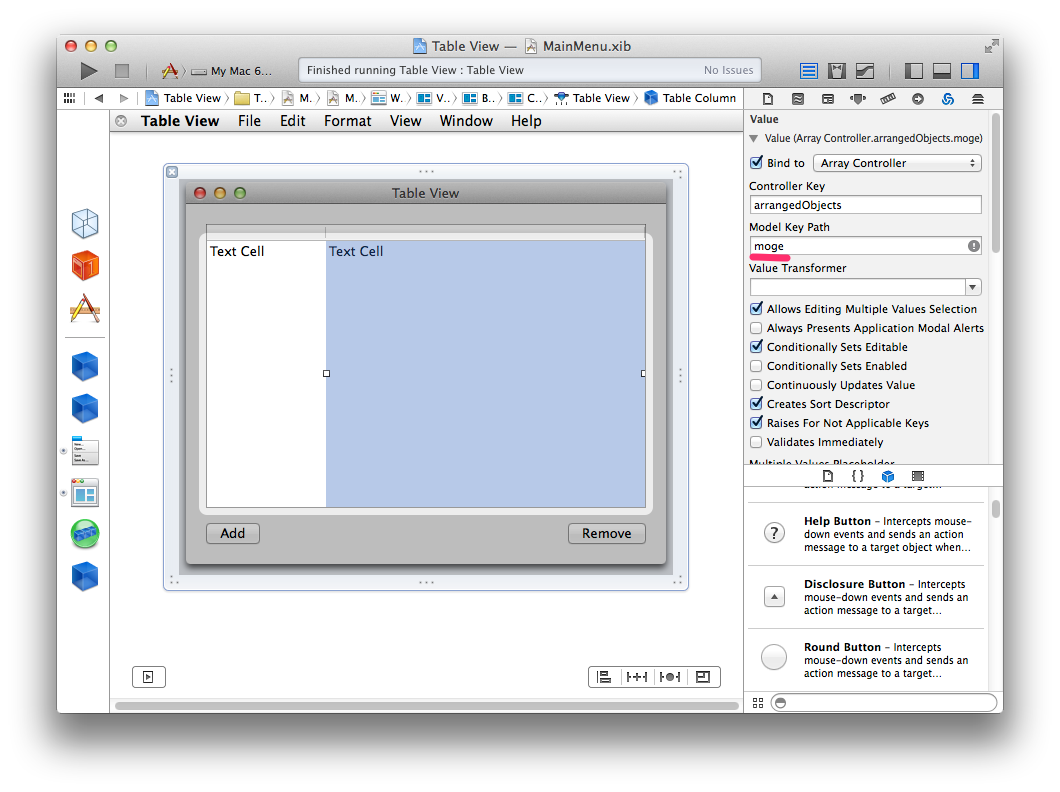 Table View — MainMenu.xib
My Mac 6...
Finished running Table View : Table View
No Issues
Table View
T...
M.
M.
W.
V..
B..
C..
Table View
Table Column
Table View File Edit Format View Window Help
Table View
Text Cell
Text Cell
Add
Remove
Value
Value (Array Controller.arrangedObjects.moge)
Bind to
Array Controller
Controller Key
arrangedObjects
Model Key Path
moge
Value Transformer
Allows Editing Multiple Values Selection
Always Presents Application Modal Alerts
Conditionally Sets Editable
Conditionally Sets Enabled
Continuously Updates Value
Creates Sort Descriptor
Raises For Not Applicable Keys
Validates Immediately
Multiple Values Placeholder
action message to a target...
Help Button – Intercepts mouse-
down events and sends an action
message to a target object when...
Disclosure Button – Intercepts
mouse-down events and sends an
action message to a target...
Round Button – Intercepts
mouse-down events and sends an
action message to a target...